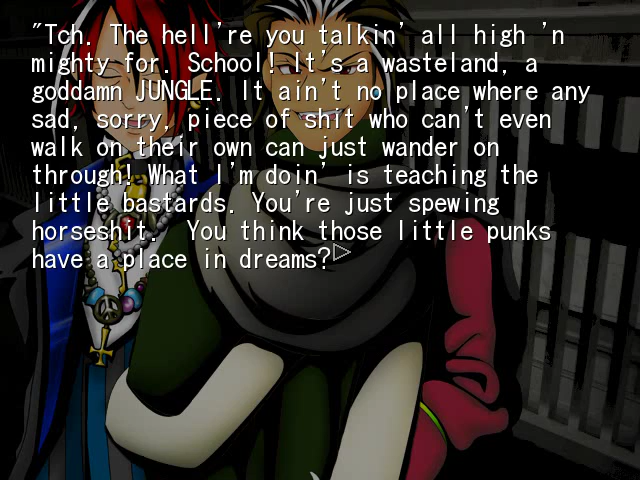 "Tch. The hell're you talkin' all high 'n
mighty for. School! It's a wasteland, a
goddamn JUNGLE. It ain't no place where any
sad, sorry, piece of shit who can't even
walk on their own can just wander on
through! What I'm doin' is teaching the
little bastards. You're just spewing
horseshit.  You think those little punks
have a place in dreams?